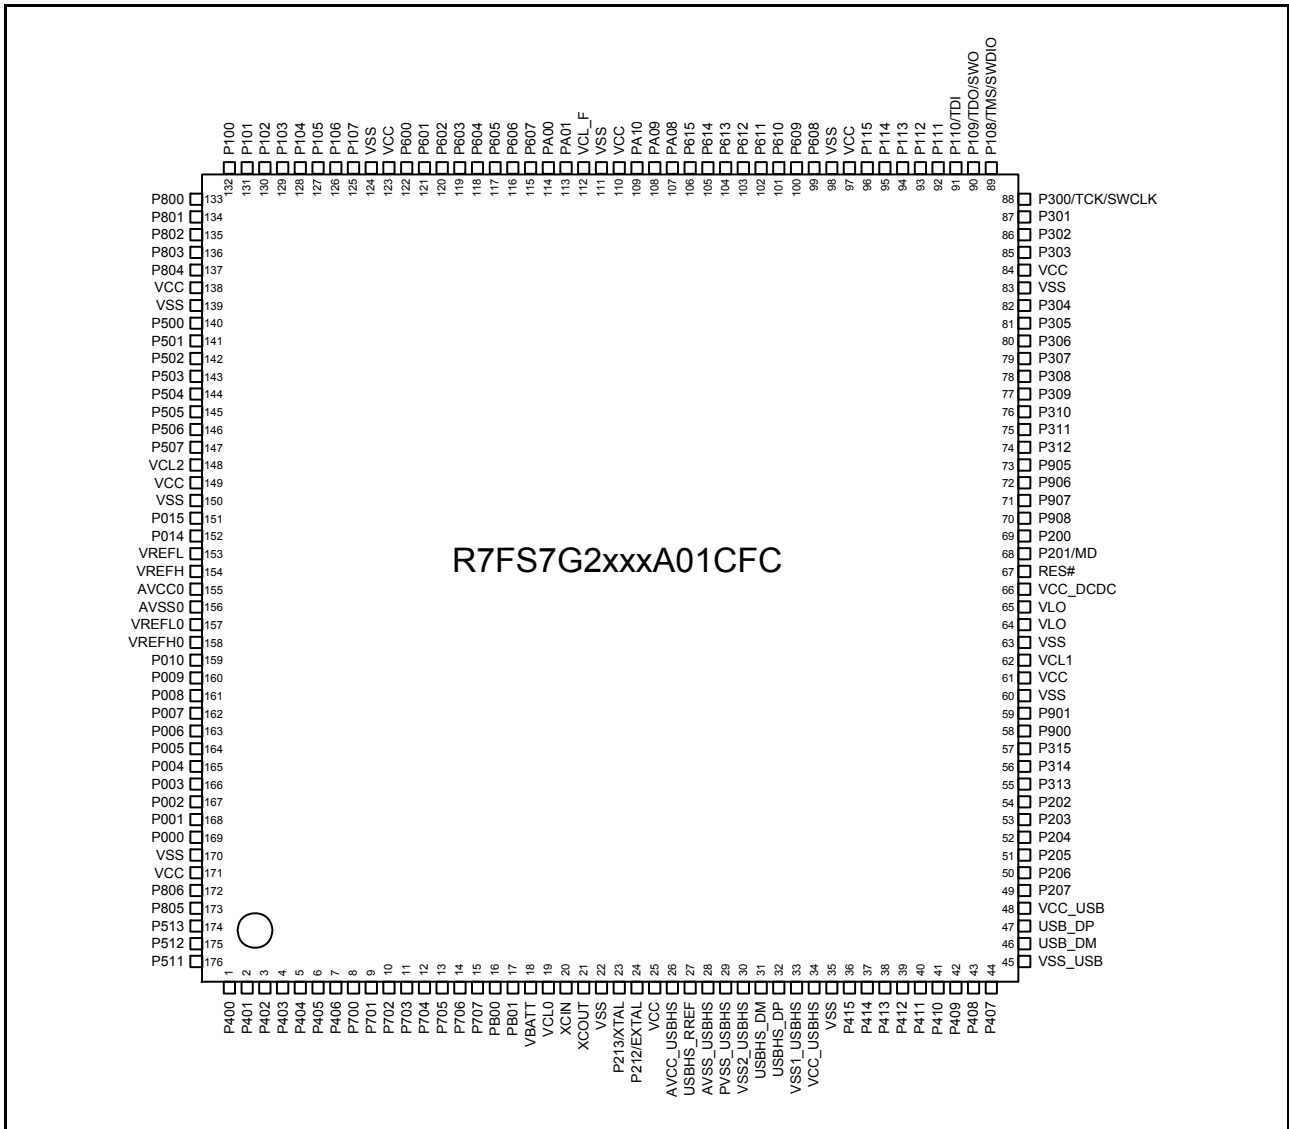 P100 P101 P102 P103 P104 P105 P106 P107 VSS VCC P600 P601 P602 P603 P604 P605 P606 P607 PA00 PA01 VCL_F VSS VCC PA10 PA09 PA08 P615 P614 P613 P612 P611 P610 P609 P608 VSS VCC P115 P114 P113 P112 P111 P110/TDI P109/TDO/SWO P108/TMS/SWDIO
132 131 130 129 128 127 126 125 124 123 122 121 120 119 118 117 116 115 114 113 112 111 110 109 108 107 106 105 104 103 102 101 100 99 98 97 96 95 94 93 92 91 90 89
P800 133 88 P300/TCK/SWCLK
P801 134 87 P301
P802 135 86 P302
P803 136 85 P303
P804 137 84 VCC
VCC 138 83 VSS
VSS 139 82 P304
P500 140 81 P305
P501 141 80 P306
P502 142 79 P307
P503 143 78 P308
P504 144 77 P309
P505 145 76 P310
P506 146 75 P311
P507 147 74 P312
VCL2 148 73 P905
VCC 149 72 P906
VSS 150 71 P907
P015 151 70 P908
P014 152 69 P200
VREFL 153 68 P201/MD
R7FS7G2xxxA01CFC
VREFH 154 67 RES#
AVCC0 155 66 VCC_DCDC
AVSS0 156 65 VLO
VREFL0 157 64 VLO
VREFH0 158 63 VSS
P010 159 62 VCL1
P009 160 61 VCC
P008 161 60 VSS
P007 162 59 P901
P006 163 58 P900
P005 164 57 P315
P004 165 56 P314
P003 166 55 P313
P002 167 54 P202
P001 168 53 P203
P000 169 52 P204
VSS 170 51 P205
VCC 171 50 P206
P806 172 49 P207
P805 173 48 VCC_USB
P513 174 47 USB_DP
P512 175 46 USB_DM
P511 176 45 VSS_USB
1 2 3 4 5 6 7 8 9 10 11 12 13 14 15 16 17 18 19 20 21 22 23 24 25 26 27 28 29 30 31 32 33 34 35 36 37 38 39 40 41 42 43 44
P400 P401 P402 P403 P404 P405 P406 P700 P701 P702 P703 P704 P705 P706 P707 PB00 PB01 VBATT VCL0 XCIN XCOUT VSS P213/XTAL P212/EXTAL VCC AVCC_USBHS USBHS_RREF AVSS_USBHS PVSS_USBHS VSS2_USBHS USBHS_DM USBHS_DP VSS1_USBHS VCC_USBHS VSS P415 P414 P413 P412 P411 P410 P409 P408 P407